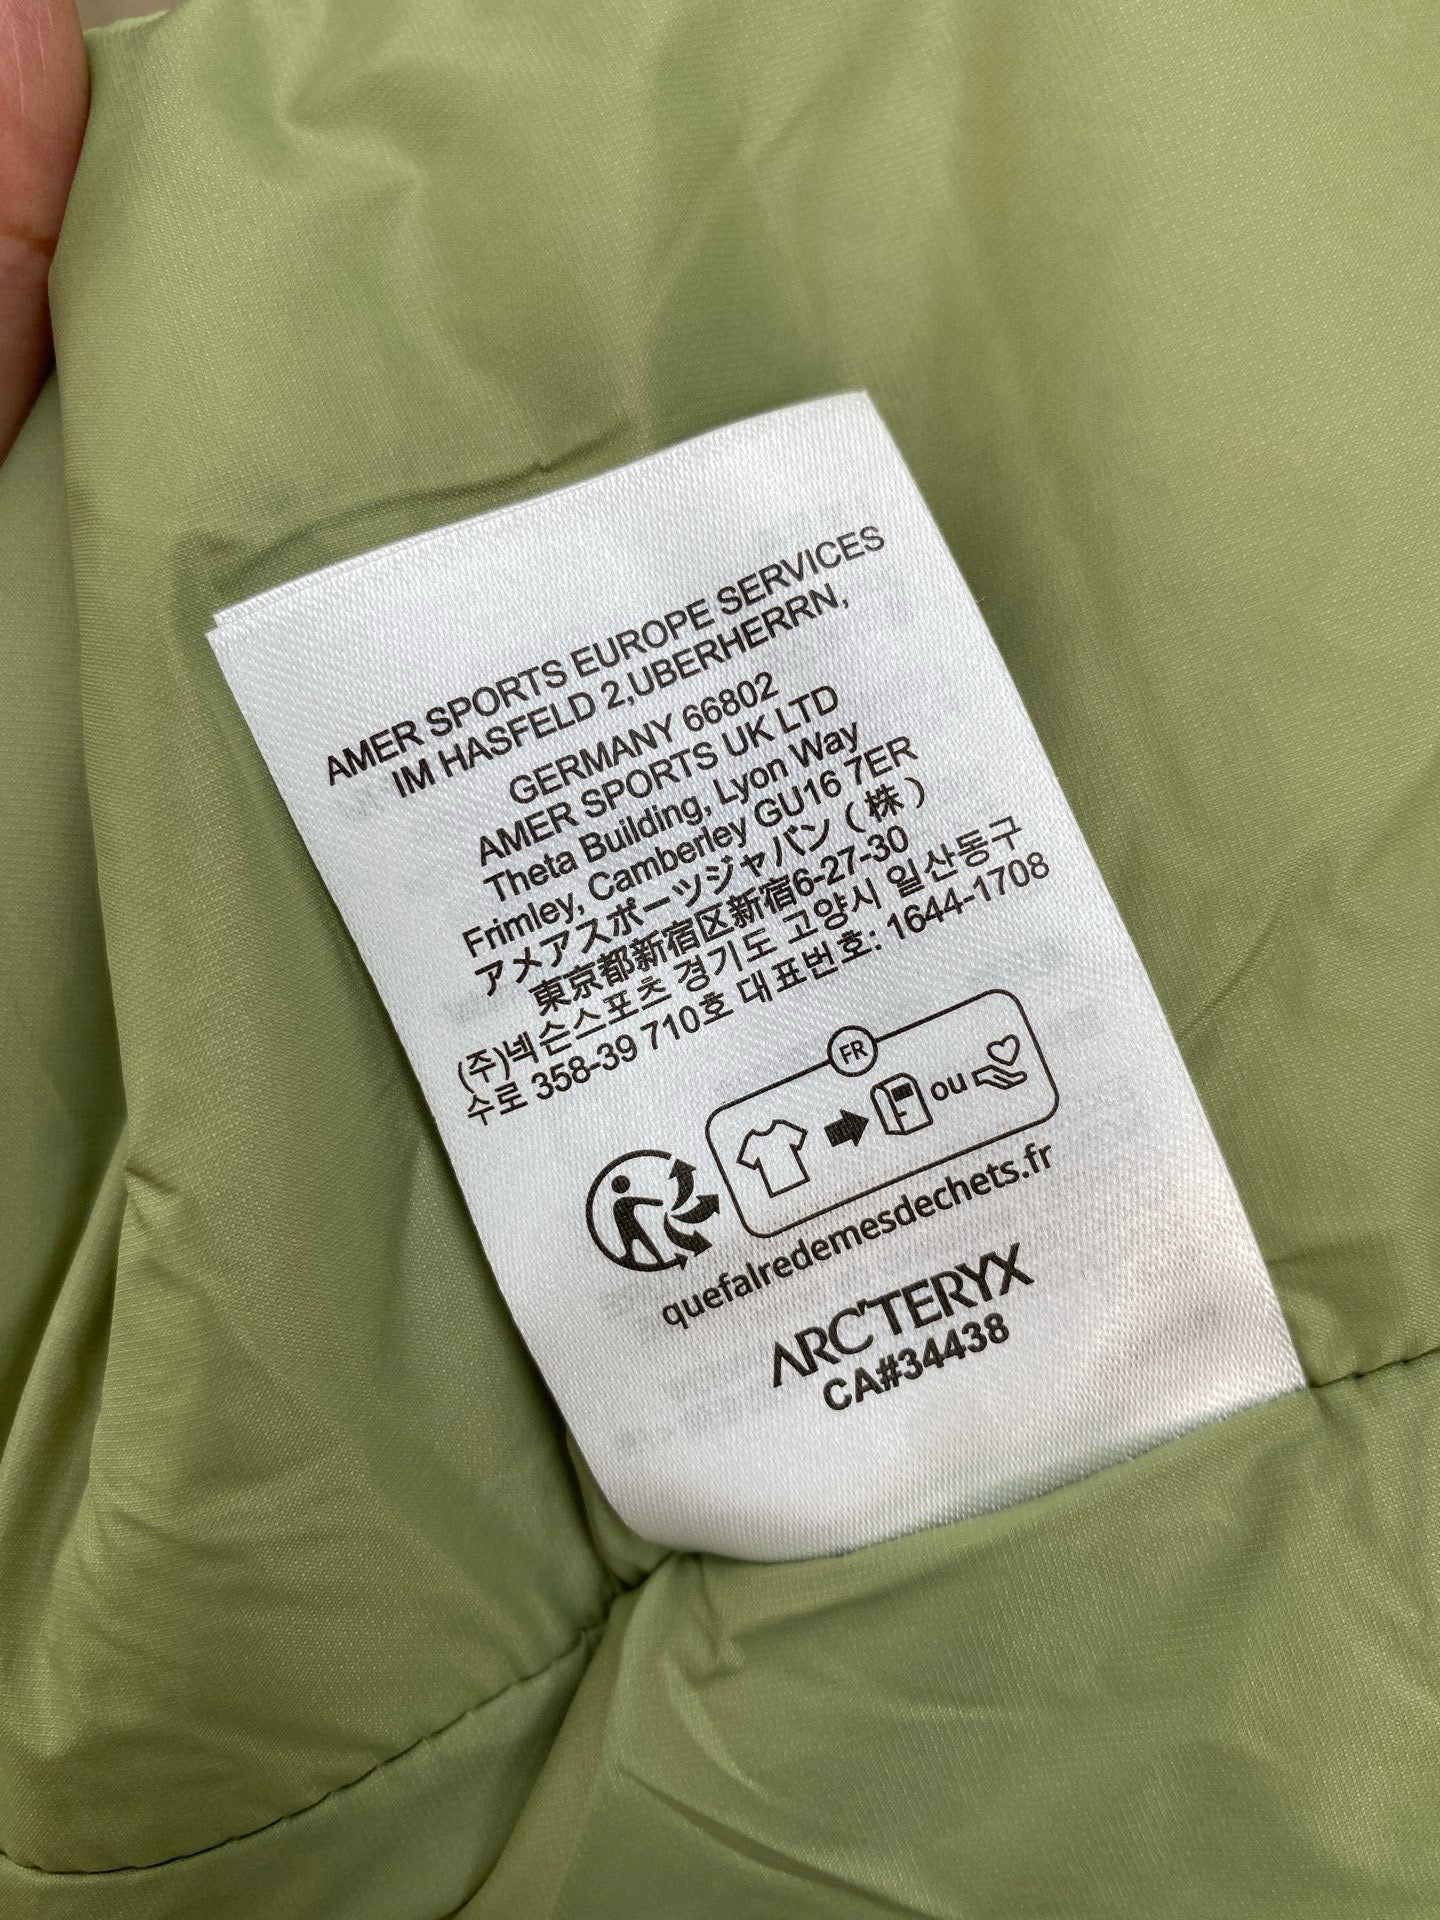 AMER SPORTS EUROPE SERVICES
IM HASFELD 2,UBERHERRN,
GERMANY 66802
AMER SPORTS UK LTD
Theta Building, Lyon Way
Frimley, Camberley GU16 7ER
アメアスポーツジャパン（株）
東京都新宿区新宿6-27-30
(주)넥슨스포츠 경기도 고양시 일산동구
수로 358-39 710호 대표번호: 1644-1708
FR
ou
quefairedemesdechets.fr
ARC'TERYX
CA#34438